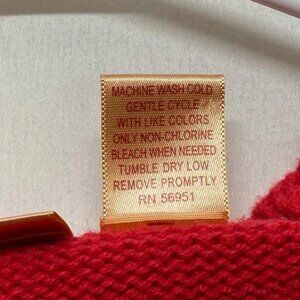 MACHINE WASH COLD
GENTLE CYCLE
WITH LIKE COLORS
ONLY NON-CHLORINE
BLEACH WHEN NEEDED
TUMBLE DRY LOW
REMOVE PROMPTLY
RN 56951